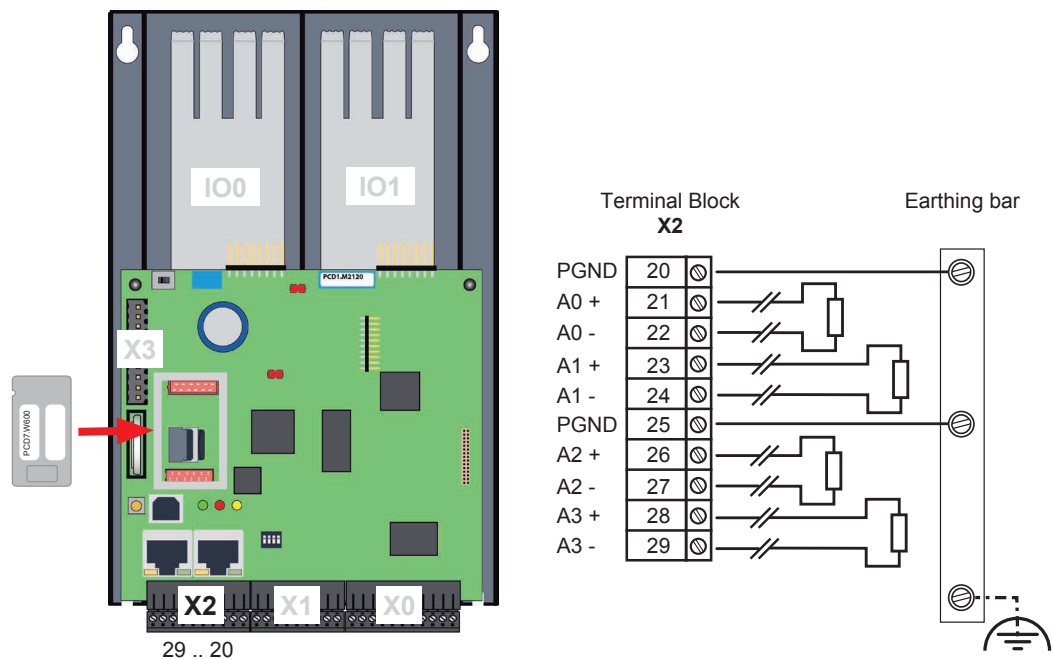 IO0
IO1
PCD1.M2120
X3
PCD7.W600
X2
X1
X0
29 .. 20
Terminal Block
X2
Earthing bar
PGND 20
A0 + 21
A0 - 22
A1 + 23
A1 - 24
PGND 25
A2 + 26
A2 - 27
A3 + 28
A3 - 29